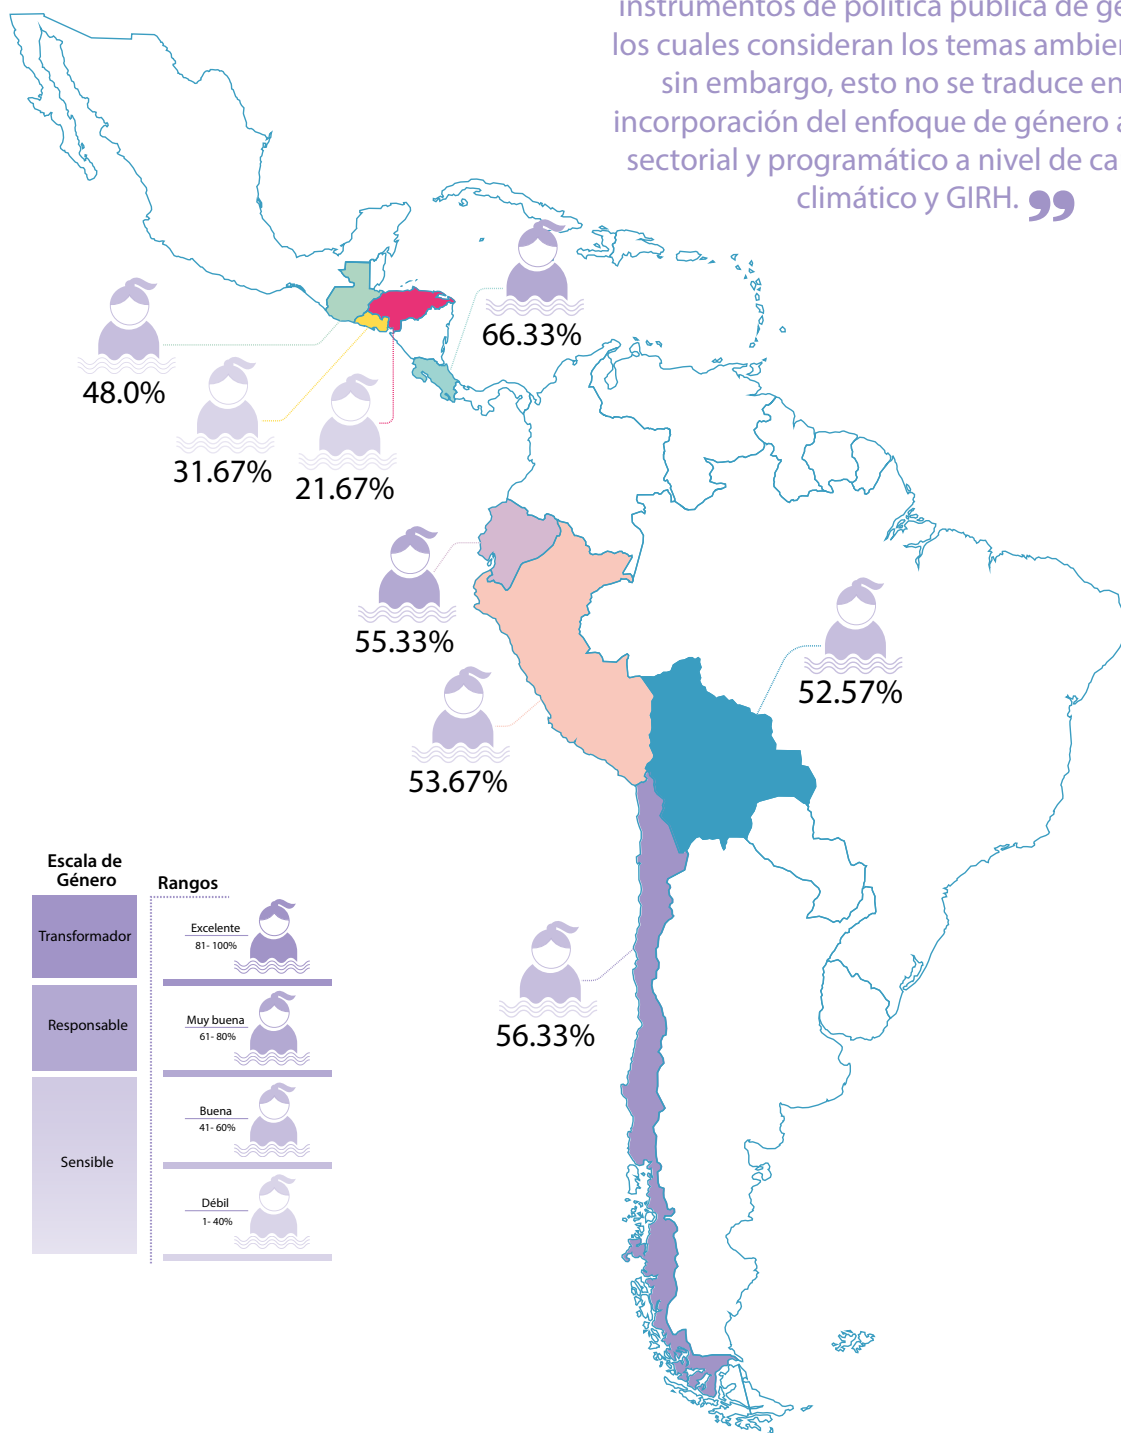 instrumentos de política pública de
los cuales consideran los temas
sin embargo, esto no se traduce en
incorporación del enfoque de género
sectorial y programático a nivel de
climático y GIRH. ”
66.33%
48.0%
31.67%
21.67%
55.33%
52.57%
53.67%
56.33%
Escala de
Género
Rangos
Transformador
Excelente
81- 100%
Responsable
Muy buena
61- 80%
Buena
41- 60%
Sensible
Débil
1- 40%